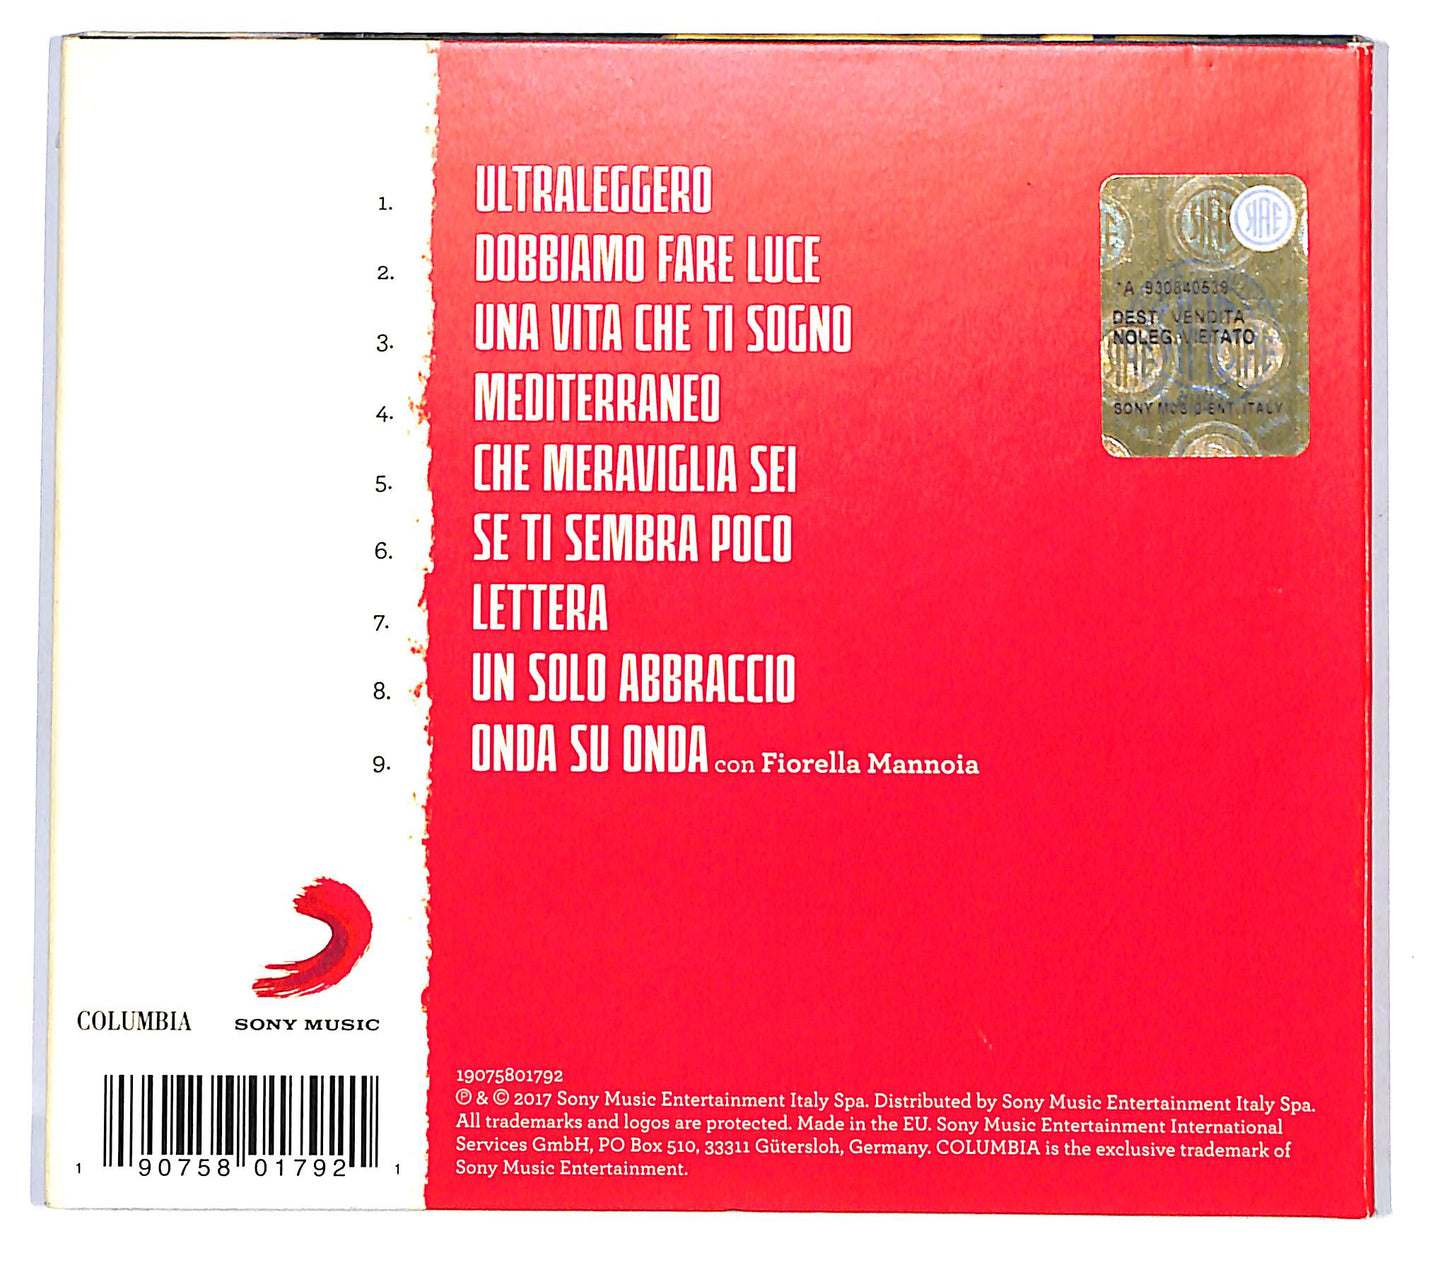 1. ULTRALEGGERO
2. DOBBIAMO FARE LUCE
3. UNA VITA CHE TI SOGNO
4. MEDITERRANEO
5. CHE MERAVIGLIA SEI
6. SE TI SEMBRA POCO
7. LETTERA
8. UN SOLO ABBRACCIO
9. ONDA SU ONDA con Fiorella Mannoia
*A 930840539
DEST. VENDITA
NOLEG. VIETATO
SONY MUSIC ENT. ITALY
COLUMBIA
SONY MUSIC
1 90758 01792 1
19075801792
℗ & © 2017 Sony Music Entertainment Italy Spa. Distributed by Sony Music Entertainment Italy Spa.
All trademarks and logos are protected. Made in the EU. Sony Music Entertainment International
Services GmbH, PO Box 510, 33311 Gütersloh, Germany. COLUMBIA is the exclusive trademark of
Sony Music Entertainment.